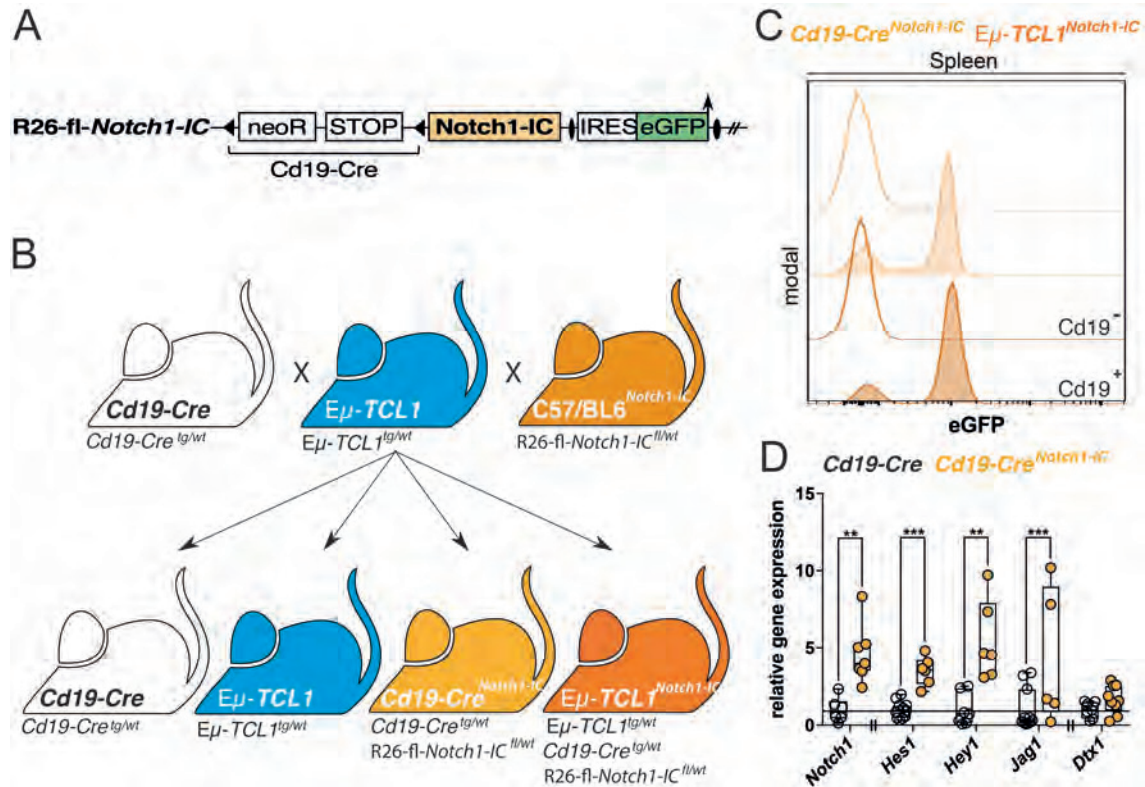 A
R26-fl-Notch1-IC neoR STOP Notch1-IC IRES eGFP
Cd19-Cre
B
Cd19-Cre
Cd19-Cre tg/wt
X
Eμ-TCL1
Eμ-TCL1 tg/wt
X
C57/BL6 Notch1-IC
R26-fl-Notch1-IC fl/wt
Cd19-Cre
Cd19-Cre tg/wt
Eμ-TCL1
Eμ-TCL1 tg/wt
Cd19-Cre Notch1-IC
Cd19-Cre tg/wt
R26-fl-Notch1-IC fl/wt
Eμ-TCL1 Notch1-IC
Eμ-TCL1 tg/wt
Cd19-Cre tg/wt
R26-fl-Notch1-IC fl/wt
C
Cd19-Cre Notch1-IC Eμ-TCL1 Notch1-IC
Spleen
modal
Cd19 -
Cd19 +
eGFP
D
Cd19-Cre Cd19-Cre Notch1-IC
relative gene expression
15
10
5
0
** *** ** ***
Notch1 Hes1 Hey1 Jag1 Dtx1